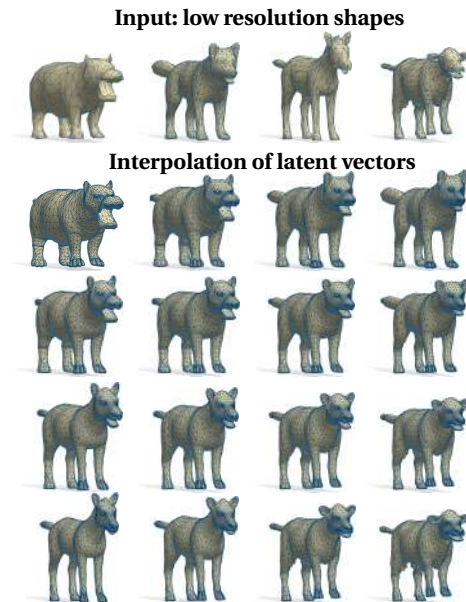 Input: low resolution shapes
Interpolation of latent vectors